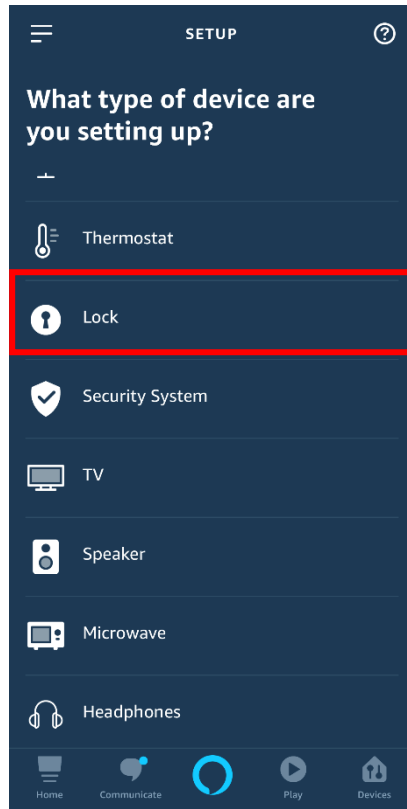 SETUP
What type of device are
you setting up?
Thermostat
Lock
Security System
TV
Speaker
Microwave
Headphones
Home
Communicate
Play
Devices